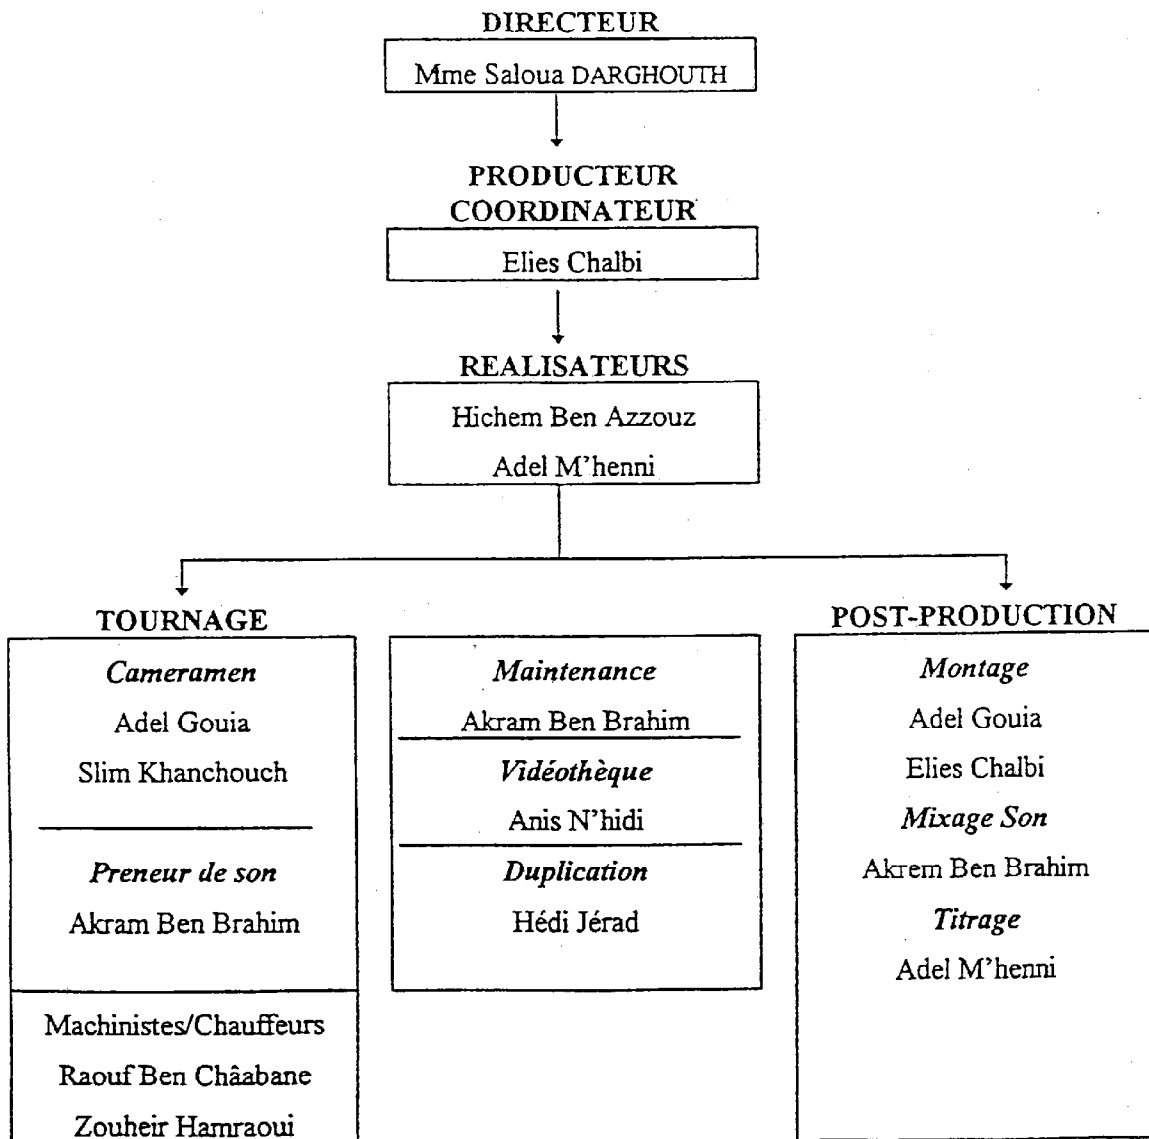 DIRECTEUR
Mme Saloua DARGHOUTH
PRODUCTEUR
COORDINATEUR
Elies Chalbi
REALISATEURS
Hichem Ben Azzouz
Adel M'henni
TOURNAGE
Cameramen
Adel Gouia
Slim Khanchouch
Preneur de son
Akram Ben Brahim
Machinistes/Chauffeurs
Raouf Ben Châabane
Zouheir Hamraoui
Maintenance
Akram Ben Brahim
Vidéothèque
Anis N'hidi
Duplication
Hédi Jérad
POST-PRODUCTION
Montage
Adel Gouia
Elies Chalbi
Mixage Son
Akrem Ben Brahim
Titrage
Adel M'henni